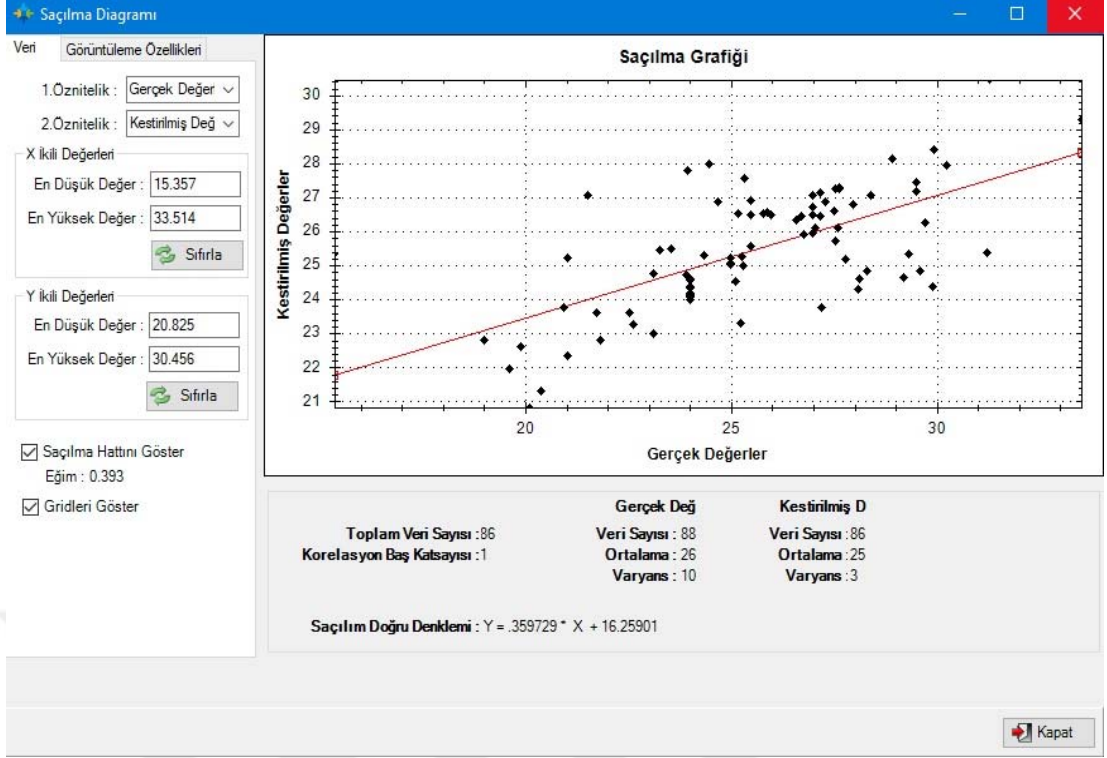 Saçılma Diagramı
Veri
Görüntüleme Özellikleri
1.Öznitelik : Gerçek Değer
2.Öznitelik : Kestirilmiş Değ
X İkili Değerleri
En Düşük Değer : 15.357
En Yüksek Değer : 33.514
Sıfırla
Y İkili Değerleri
En Düşük Değer : 20.825
En Yüksek Değer : 30.456
Sıfırla
Saçılma Hattını Göster
Eğim : 0.393
Gridleri Göster
Saçılma Grafiği
Kestirilmiş Değerler
30
29
28
27
26
25
24
23
22
21
20 25 30
Gerçek Değerler
Gerçek Değ Kestirilmiş D
Toplam Veri Sayısı :86 Veri Sayısı : 88 Veri Sayısı :86
Korelasyon Baş Katsayısı :1 Ortalama : 26 Ortalama :25
Varyans : 10 Varyans :3
Saçılım Doğru Denklemi : Y = .359729 * X + 16.25901
Kapat